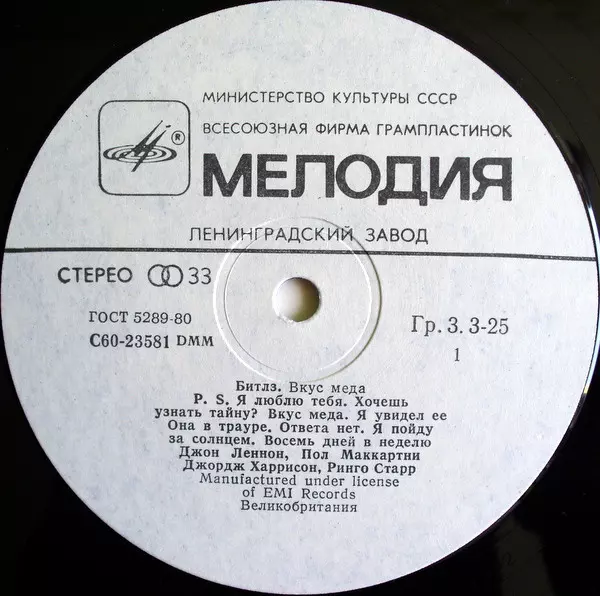 ®
МИНИСТЕРСТВО КУЛЬТУРЫ СССР
ВСЕСОЮЗНАЯ ФИРМА ГРАМПЛАСТИНОК
МЕЛОДИЯ
ЛЕНИНГРАДСКИЙ ЗАВОД
СТЕРЕО 33
ГОСТ 5289-80
С60-23581 DMM
Гр. 3. 3-25
1
Битлз. Вкус меда
P. S. Я люблю тебя. Хочешь
узнать тайну? Вкус меда. Я увидел ее
Она в трауре. Ответа нет. Я пойду
за солнцем. Восемь дней в неделю
Джон Леннон, Пол Маккартни
Джордж Харрисон, Ринго Старр
Manufactured under license
of EMI Records
Великобритания